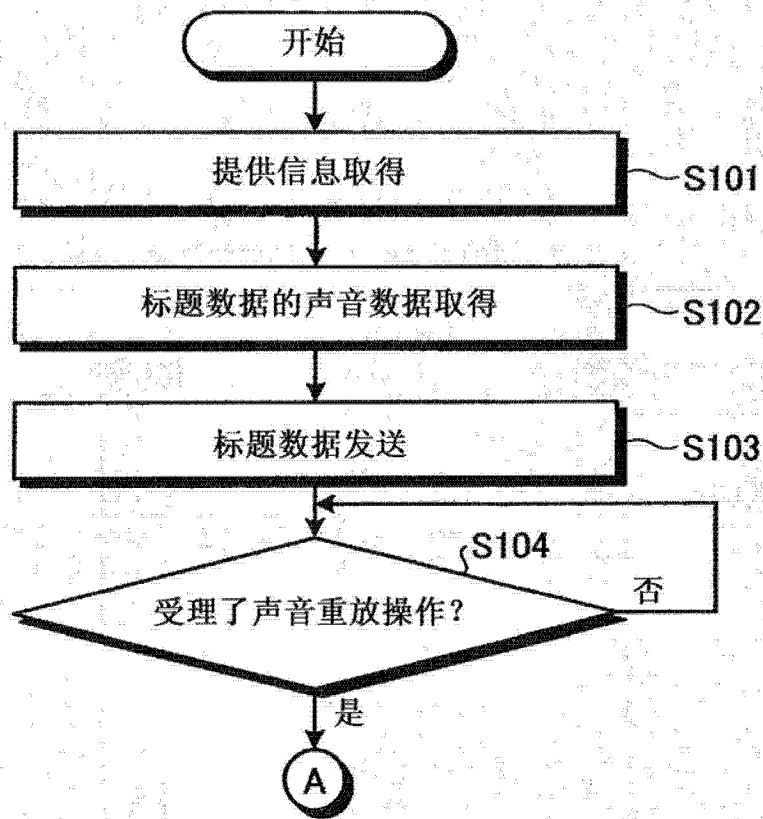 开始
提供信息取得
S101
标题数据的声音数据取得
S102
标题数据发送
S103
S104
受理了声音重放操作？
否
是
A